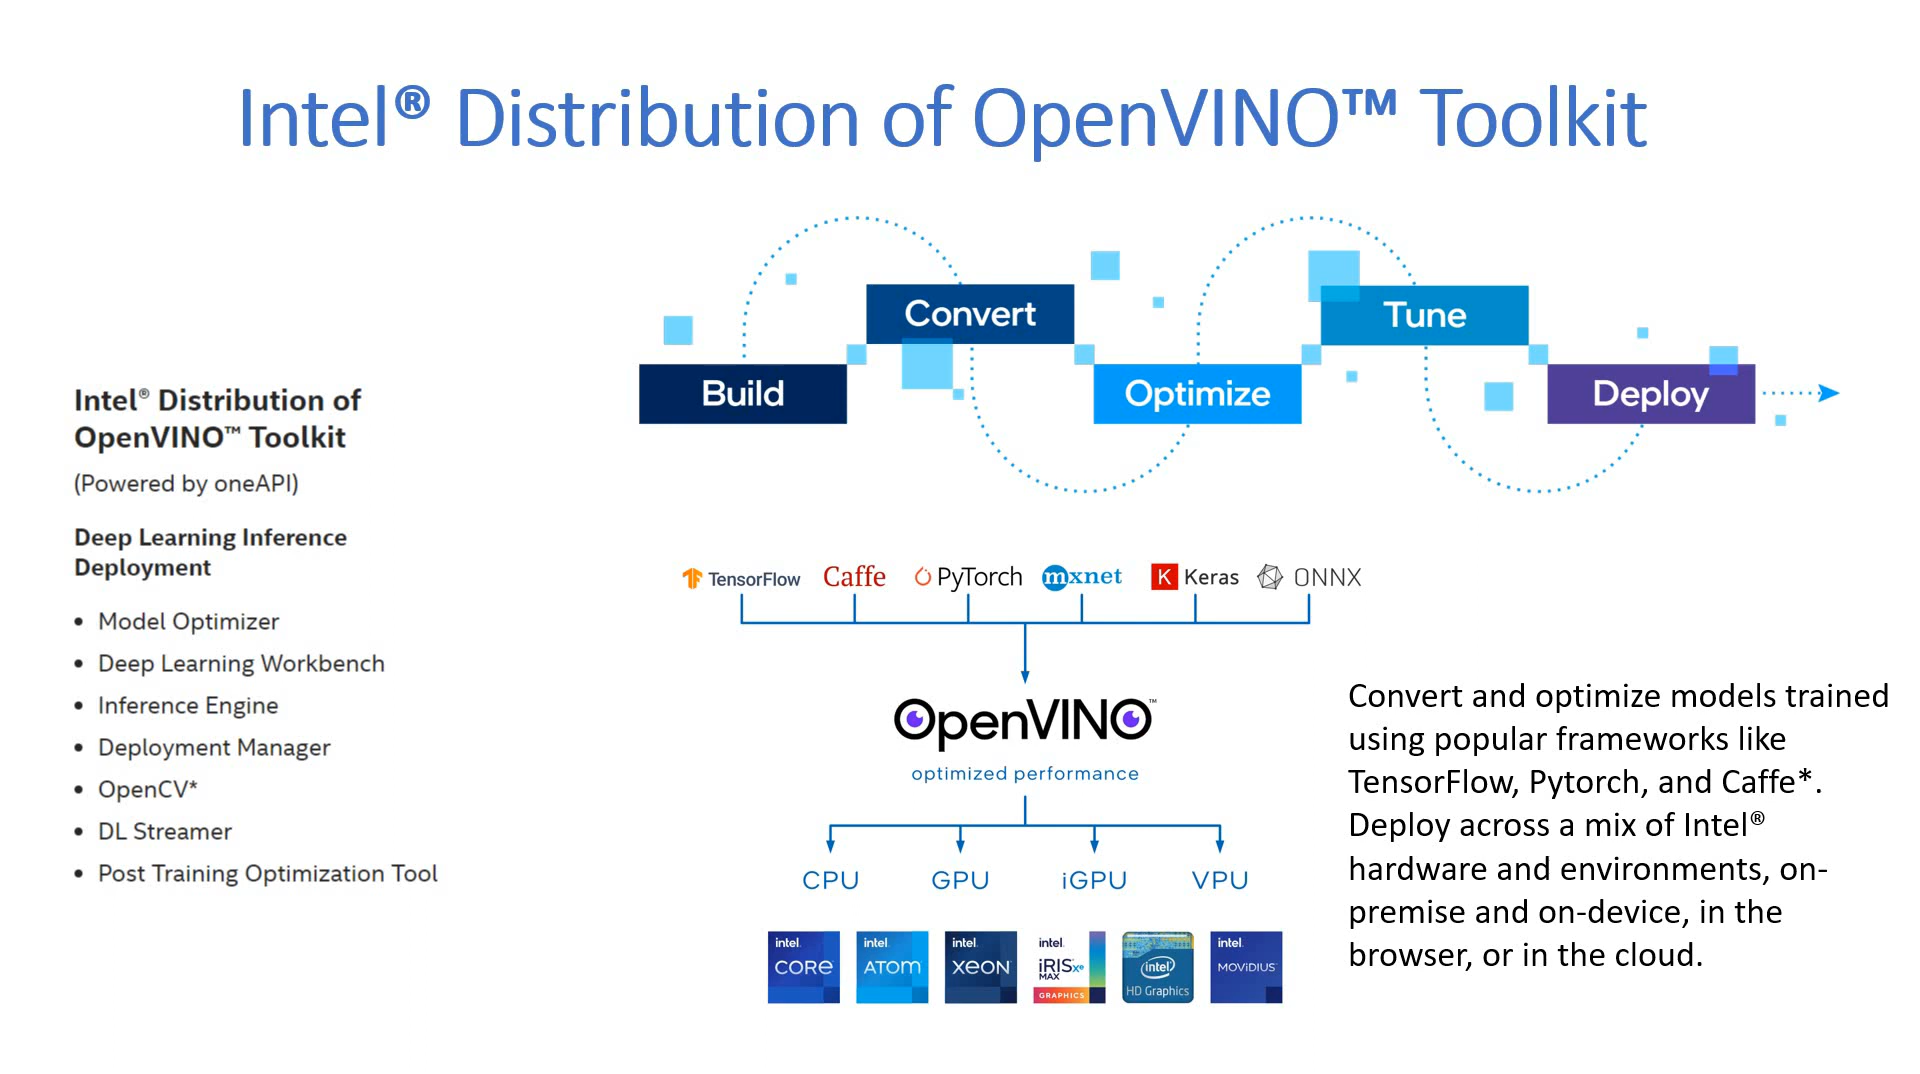 Intel® Distribution of OpenVINO™ Toolkit
Intel® Distribution of
OpenVINO™ Toolkit
(Powered by oneAPI)
Deep Learning Inference
Deployment
• Model Optimizer
• Deep Learning Workbench
• Inference Engine
• Deployment Manager
• OpenCV*
• DL Streamer
• Post Training Optimization Tool
Build
Convert
Optimize
Tune
Deploy
TensorFlow
Caffe
PyTorch
mxnet
K Keras
ONNX
OpenVINO™
optimized performance
CPU
GPU
iGPU
VPU
intel.
CORE
intel.
ATOM
intel.
XEON
intel.
iRIS Xe
MAX
GRAPHICS
intel
HD Graphics
intel.
MOVIDIUS
Convert and optimize models trained
using popular frameworks like
TensorFlow, Pytorch, and Caffe*.
Deploy across a mix of Intel®
hardware and environments, on-
premise and on-device, in the
browser, or in the cloud.